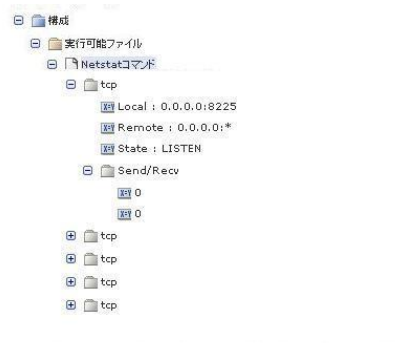 構成
実行可能ファイル
Netstatコマンド
tcp
Local : 0.0.0.0:8225
Remote : 0.0.0.0:*
State : LISTEN
Send/Recv
0
0
tcp
tcp
tcp
tcp